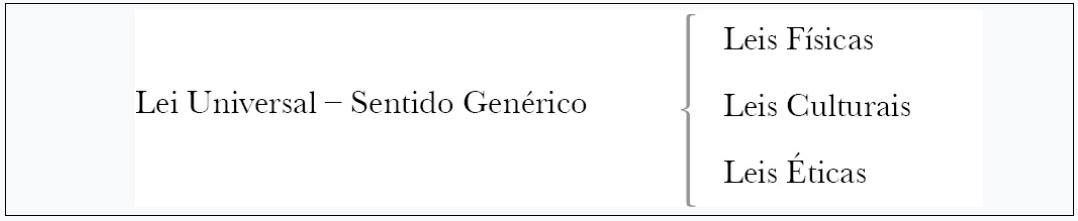 Leis Físicas
Lei Universal – Sentido Genérico
Leis Culturais
Leis Éticas